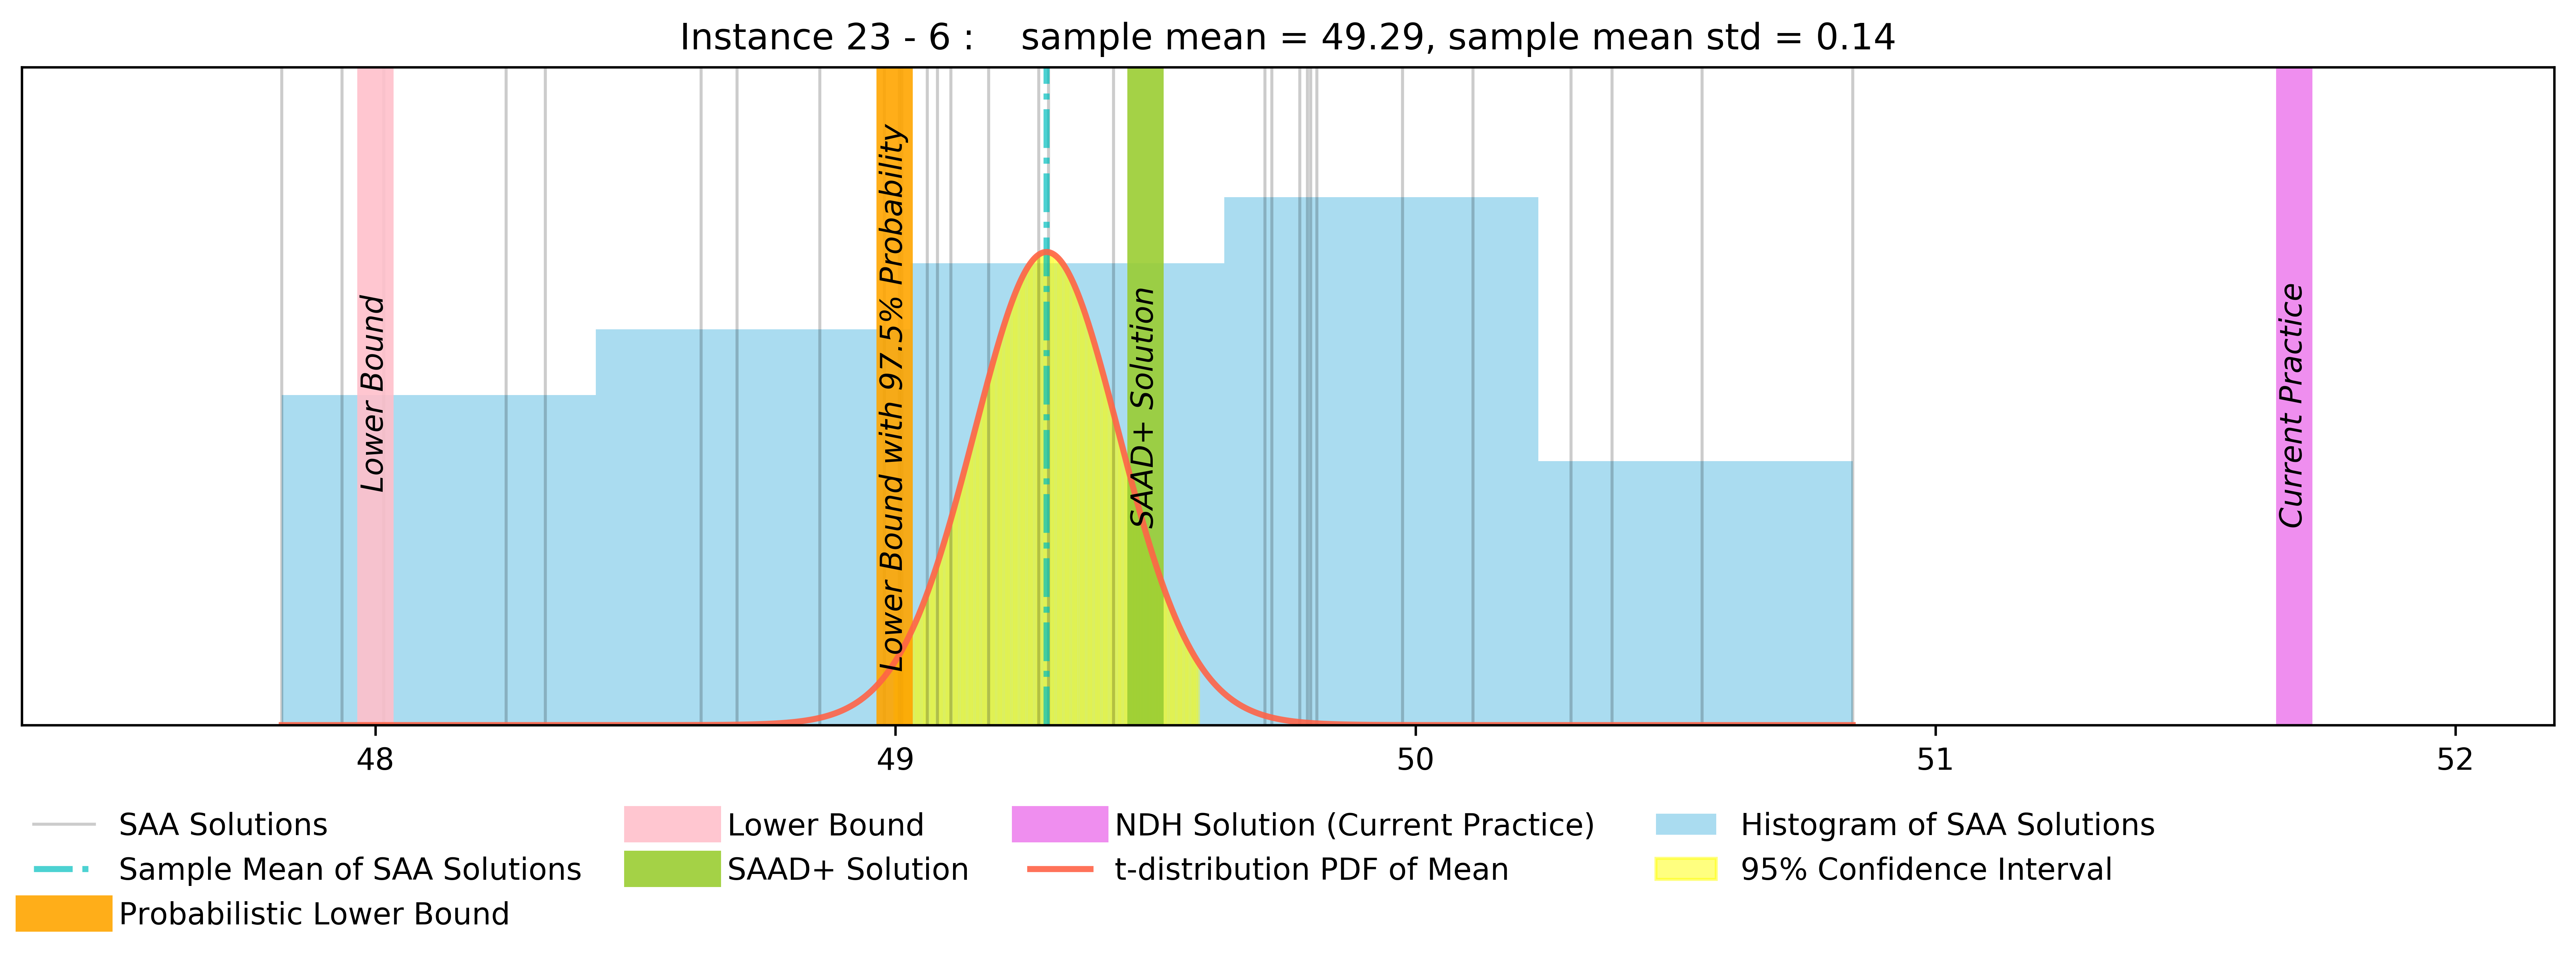 Instance 23 - 6 :    sample mean = 49.29, sample mean std = 0.14
Lower Bound
Lower Bound with 97.5% Probability
SAAD+ Solution
Current Practice
48
49
50
51
52
SAA Solutions
Sample Mean of SAA Solutions
Probabilistic Lower Bound
Lower Bound
SAAD+ Solution
NDH Solution (Current Practice)
t-distribution PDF of Mean
Histogram of SAA Solutions
95% Confidence Interval